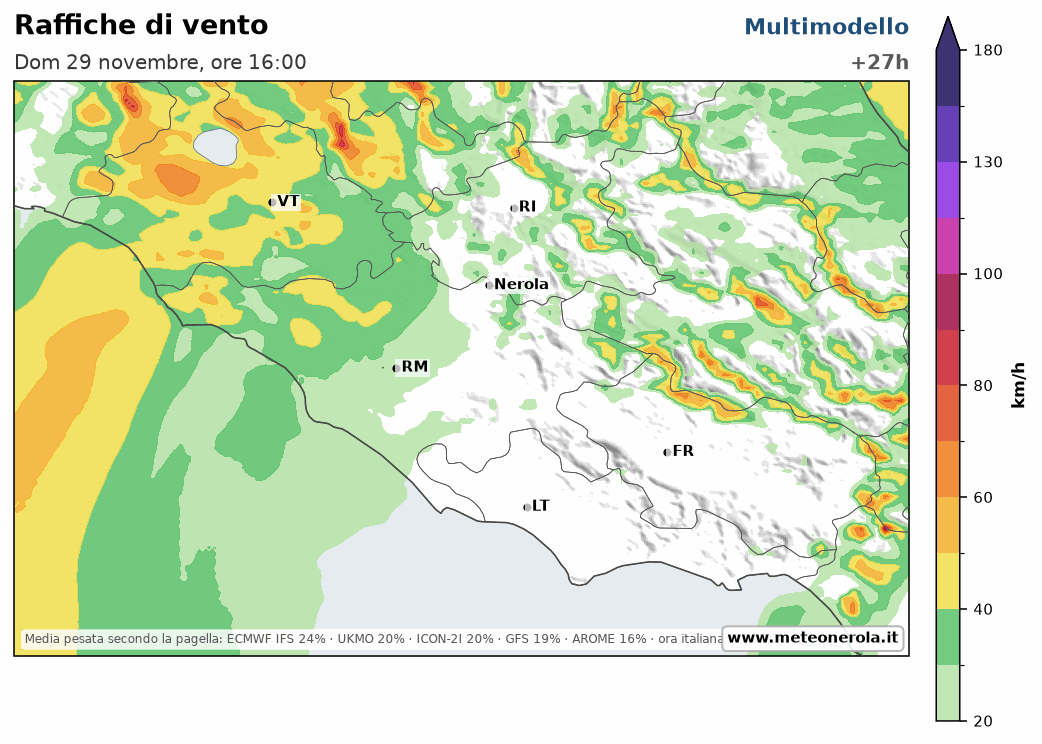 Raffiche di vento
Multimodello
Dom 29 novembre, ore 16:00
+27h
VT
RI
Nerola
RM
FR
LT
Media pesata secondo la pagella: ECMWF IFS 24% · UKMO 20% · ICON-2I 20% · GFS 19% · AROME 16% · ora italiana
www.meteonerola.it
180
130
100
80
60
40
20
km/h